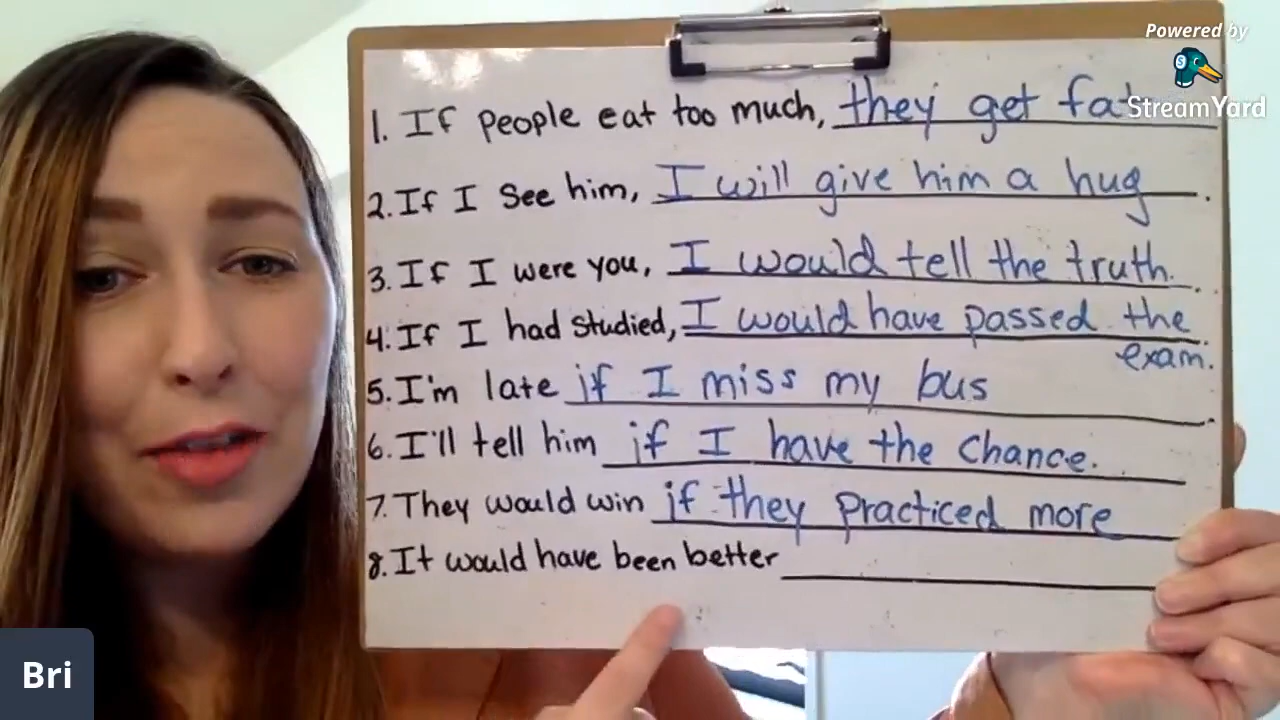 Powered by
StreamYard
1. If people eat too much, they get fat
2. If I see him, I will give him a hug.
3. If I were you, I would tell the truth.
4. If I had studied, I would have passed the
exam.
5. I'm late if I miss my bus.
6. I'll tell him if I have the chance.
7. They would win if they practiced more
8. It would have been better
Bri